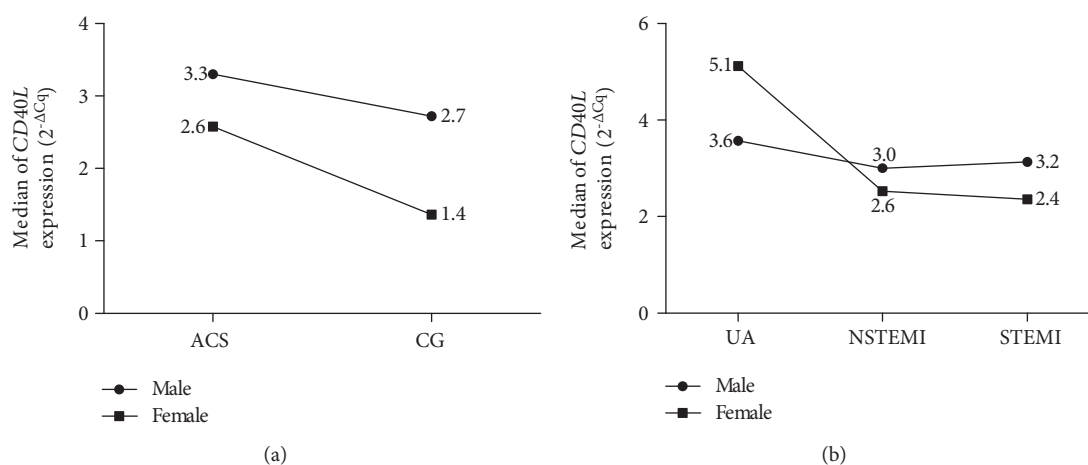 Median of CD40L
expression (2-ΔCq)
4
3
2
1
0
3.3
2.7
2.6
1.4
ACS
CG
Male
Female
(a)
Median of CD40L
expression (2-ΔCq)
6
4
2
0
5.1
3.6
3.0
2.6
3.2
2.4
UA
NSTEMI
STEMI
Male
Female
(b)